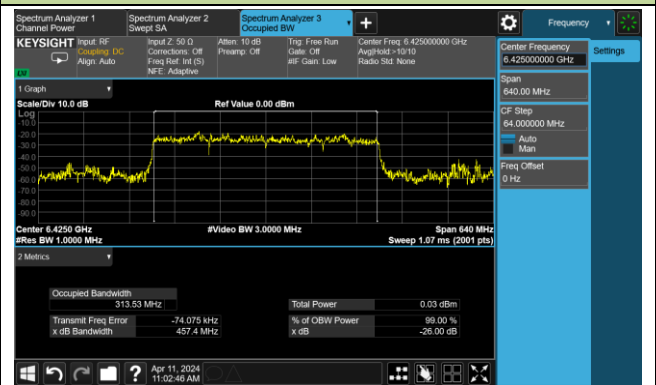 Spectrum Analyzer 1
Channel Power
Spectrum Analyzer 2
Swept SA
Spectrum Analyzer 3
Occupied BW
Frequency
KEYSIGHT
Input: RF
Coupling: DC
Align: Auto
Input Z: 50 Ω
Corrections: Off
Freq Ref: Int (S)
NFE: Adaptive
Atten: 10 dB
Preamp: Off
Trig: Free Run
Gate: Off
#IF Gain: Low
Center Freq: 6.425000000 GHz
Avg|Hold:>10/10
Radio Std: None
Center Frequency
6.425000000 GHz
Settings
Span
640.00 MHz
CF Step
64.000000 MHz
Auto
Man
Freq Offset
0 Hz
1 Graph
Scale/Div 10.0 dB
Ref Value 0.00 dBm
Log
-10.0
-20.0
-30.0
-40.0
-50.0
-60.0
-70.0
-80.0
-90.0
Center 6.4250 GHz
#Video BW 3.0000 MHz
Span 640 MHz
#Res BW 1.0000 MHz
Sweep 1.07 ms (2001 pts)
2 Metrics
Occupied Bandwidth
313.53 MHz
Total Power 0.03 dBm
Transmit Freq Error -74.075 kHz
% of OBW Power 99.00 %
x dB Bandwidth 457.4 MHz
x dB -26.00 dB
Apr 11, 2024
11:02:46 AM